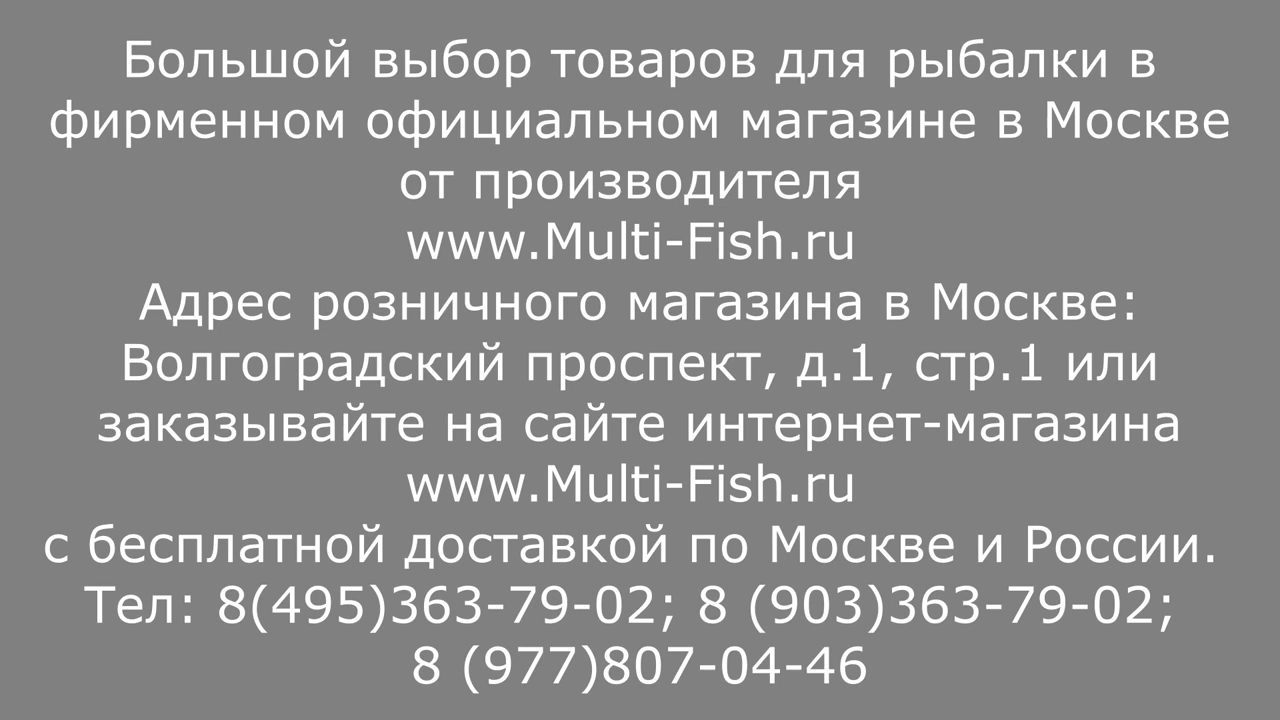 Большой выбор товаров для рыбалки в
фирменном официальном магазине в Москве
от производителя
www.Multi-Fish.ru
Адрес розничного магазина в Москве:
Волгоградский проспект, д.1, стр.1 или
заказывайте на сайте интернет-магазина
www.Multi-Fish.ru
с бесплатной доставкой по Москве и России.
Тел: 8(495)363-79-02; 8 (903)363-79-02;
8 (977)807-04-46